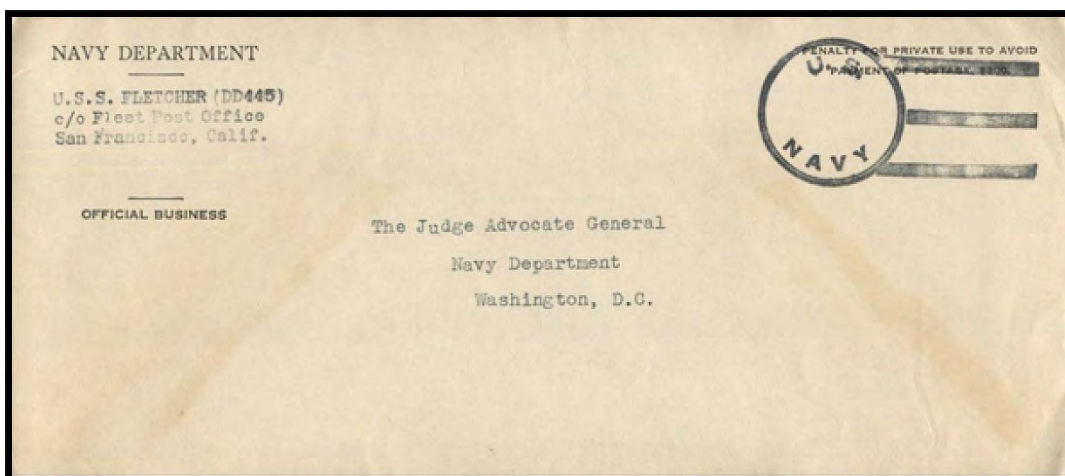 NAVY DEPARTMENT
U.S.S. FLETCHER (DD445)
c/o Fleet Post Office
San Francisco, Calif.
OFFICIAL BUSINESS
PENALTY FOR PRIVATE USE TO AVOID
PAYMENT OF POSTAGE, $300.
U.S.
NAVY
The Judge Advocate General
Navy Department
Washington, D.C.